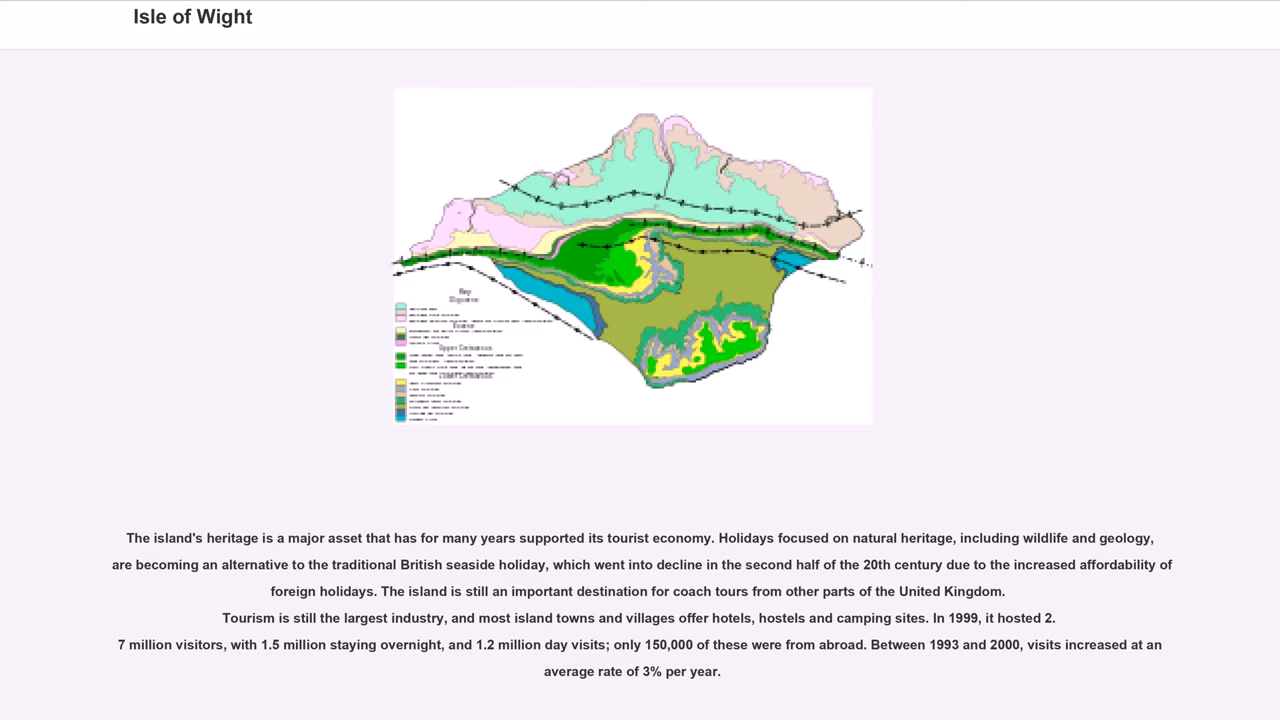 Isle of Wight
Key
The island's heritage is a major asset that has for many years supported its tourist economy. Holidays focused on natural heritage, including wildlife and geology,
are becoming an alternative to the traditional British seaside holiday, which went into decline in the second half of the 20th century due to the increased affordability of
foreign holidays. The island is still an important destination for coach tours from other parts of the United Kingdom.
Tourism is still the largest industry, and most island towns and villages offer hotels, hostels and camping sites. In 1999, it hosted 2.
7 million visitors, with 1.5 million staying overnight, and 1.2 million day visits; only 150,000 of these were from abroad. Between 1993 and 2000, visits increased at an
average rate of 3% per year.